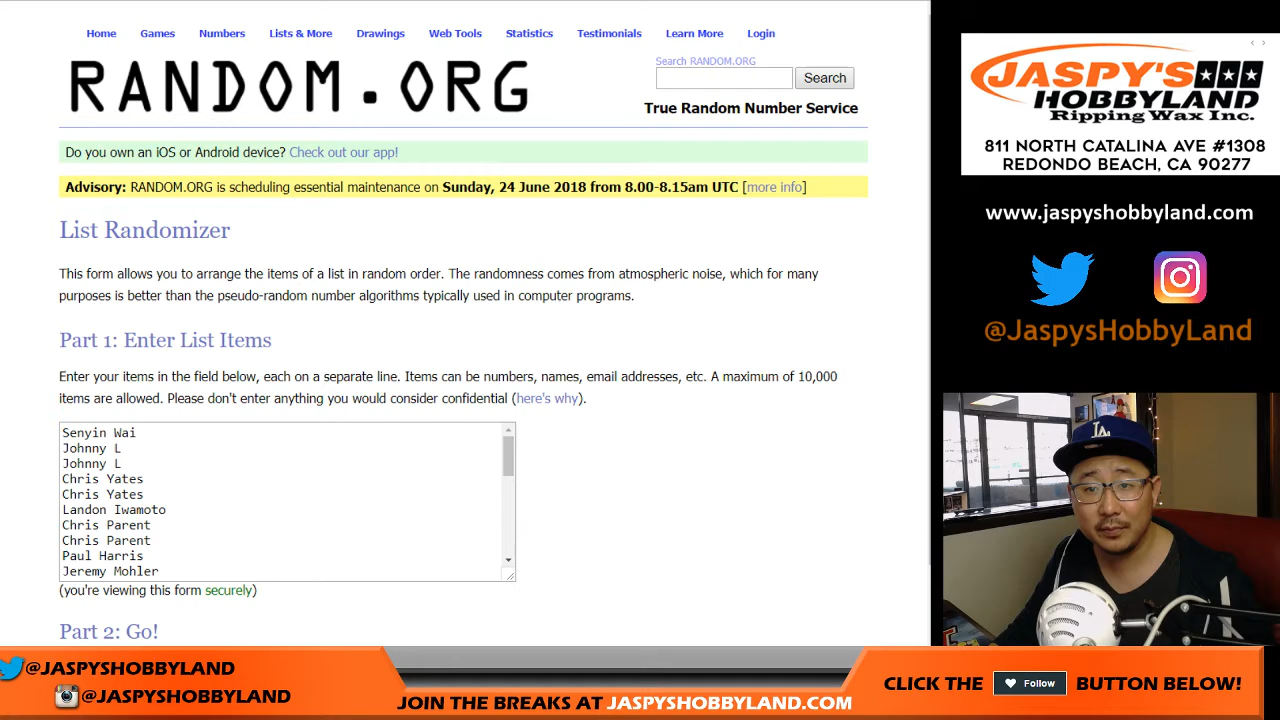 Home Games Numbers Lists & More Drawings Web Tools Statistics Testimonials Learn More Login
RANDOM.ORG
Search RANDOM.ORG
Search
True Random Number Service
Do you own an iOS or Android device? Check out our app!
Advisory: RANDOM.ORG is scheduling essential maintenance on Sunday, 24 June 2018 from 8.00-8.15am UTC [more info]
List Randomizer
This form allows you to arrange the items of a list in random order. The randomness comes from atmospheric noise, which for many
purposes is better than the pseudo-random number algorithms typically used in computer programs.
Part 1: Enter List Items
Enter your items in the field below, each on a separate line. Items can be numbers, names, email addresses, etc. A maximum of 10,000
items are allowed. Please don't enter anything you would consider confidential (here's why).
Senyin Wai
Johnny L
Johnny L
Chris Yates
Chris Yates
Landon Iwamoto
Chris Parent
Chris Parent
Paul Harris
Jeremy Mohler
(you're viewing this form securely)
Part 2: Go!
JASPY'S
HOBBYLAND
Ripping Wax Inc.
811 NORTH CATALINA AVE #1308
REDONDO BEACH, CA 90277
www.jaspyshobbyland.com
@JaspysHobbyLand
LA
@JASPYSHOBBYLAND
@JASPYSHOBBYLAND
JOIN THE BREAKS AT JASPYSHOBBYLAND.COM
CLICK THE Follow BUTTON BELOW!